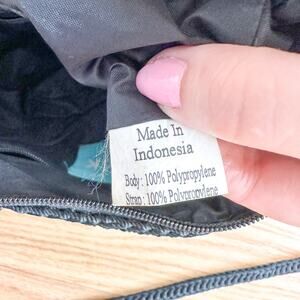 Made In
Indonesia
Body : 100% Polypropylene
Strap : 100% Polypropylene